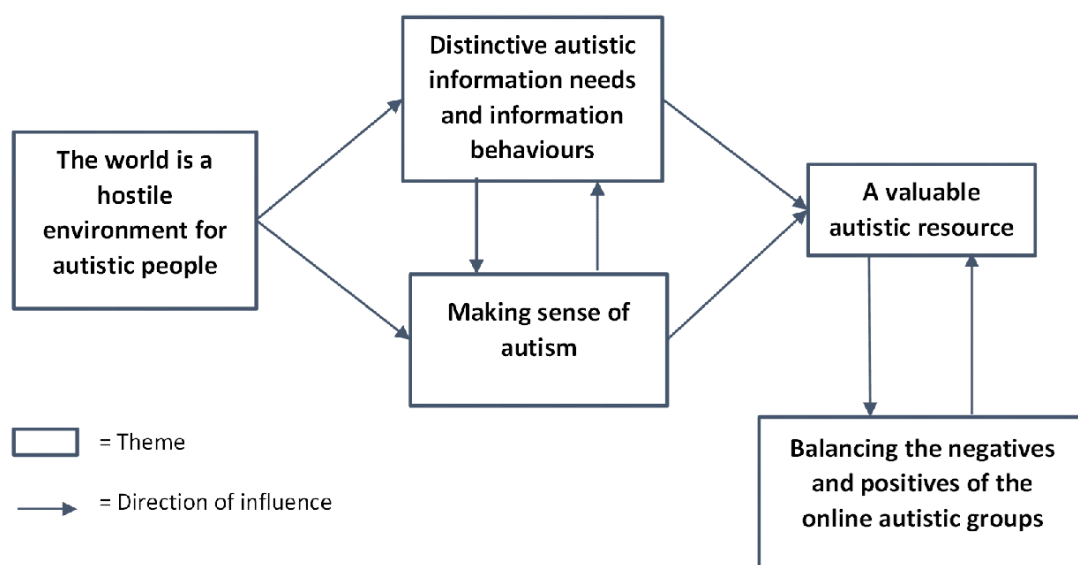 Distinctive autistic
information needs
and information
behaviours
The world is a
hostile
environment for
autistic people
A valuable
autistic resource
Making sense of
autism
= Theme
= Direction of influence
Balancing the negatives
and positives of the
online autistic groups